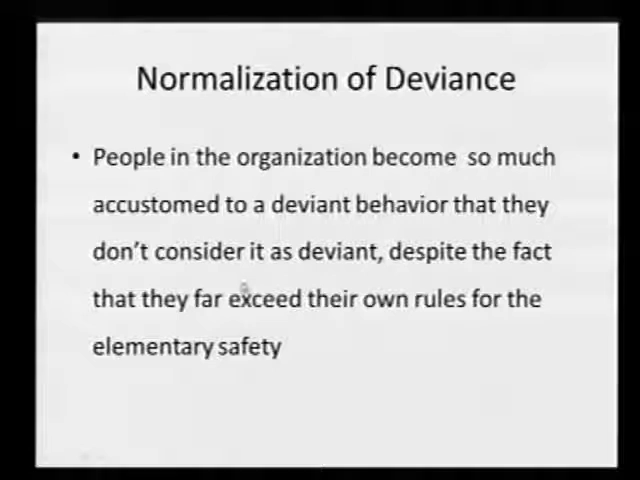 Normalization of Deviance
• People in the organization become so much
accustomed to a deviant behavior that they
don't consider it as deviant, despite the fact
that they far exceed their own rules for the
elementary safety